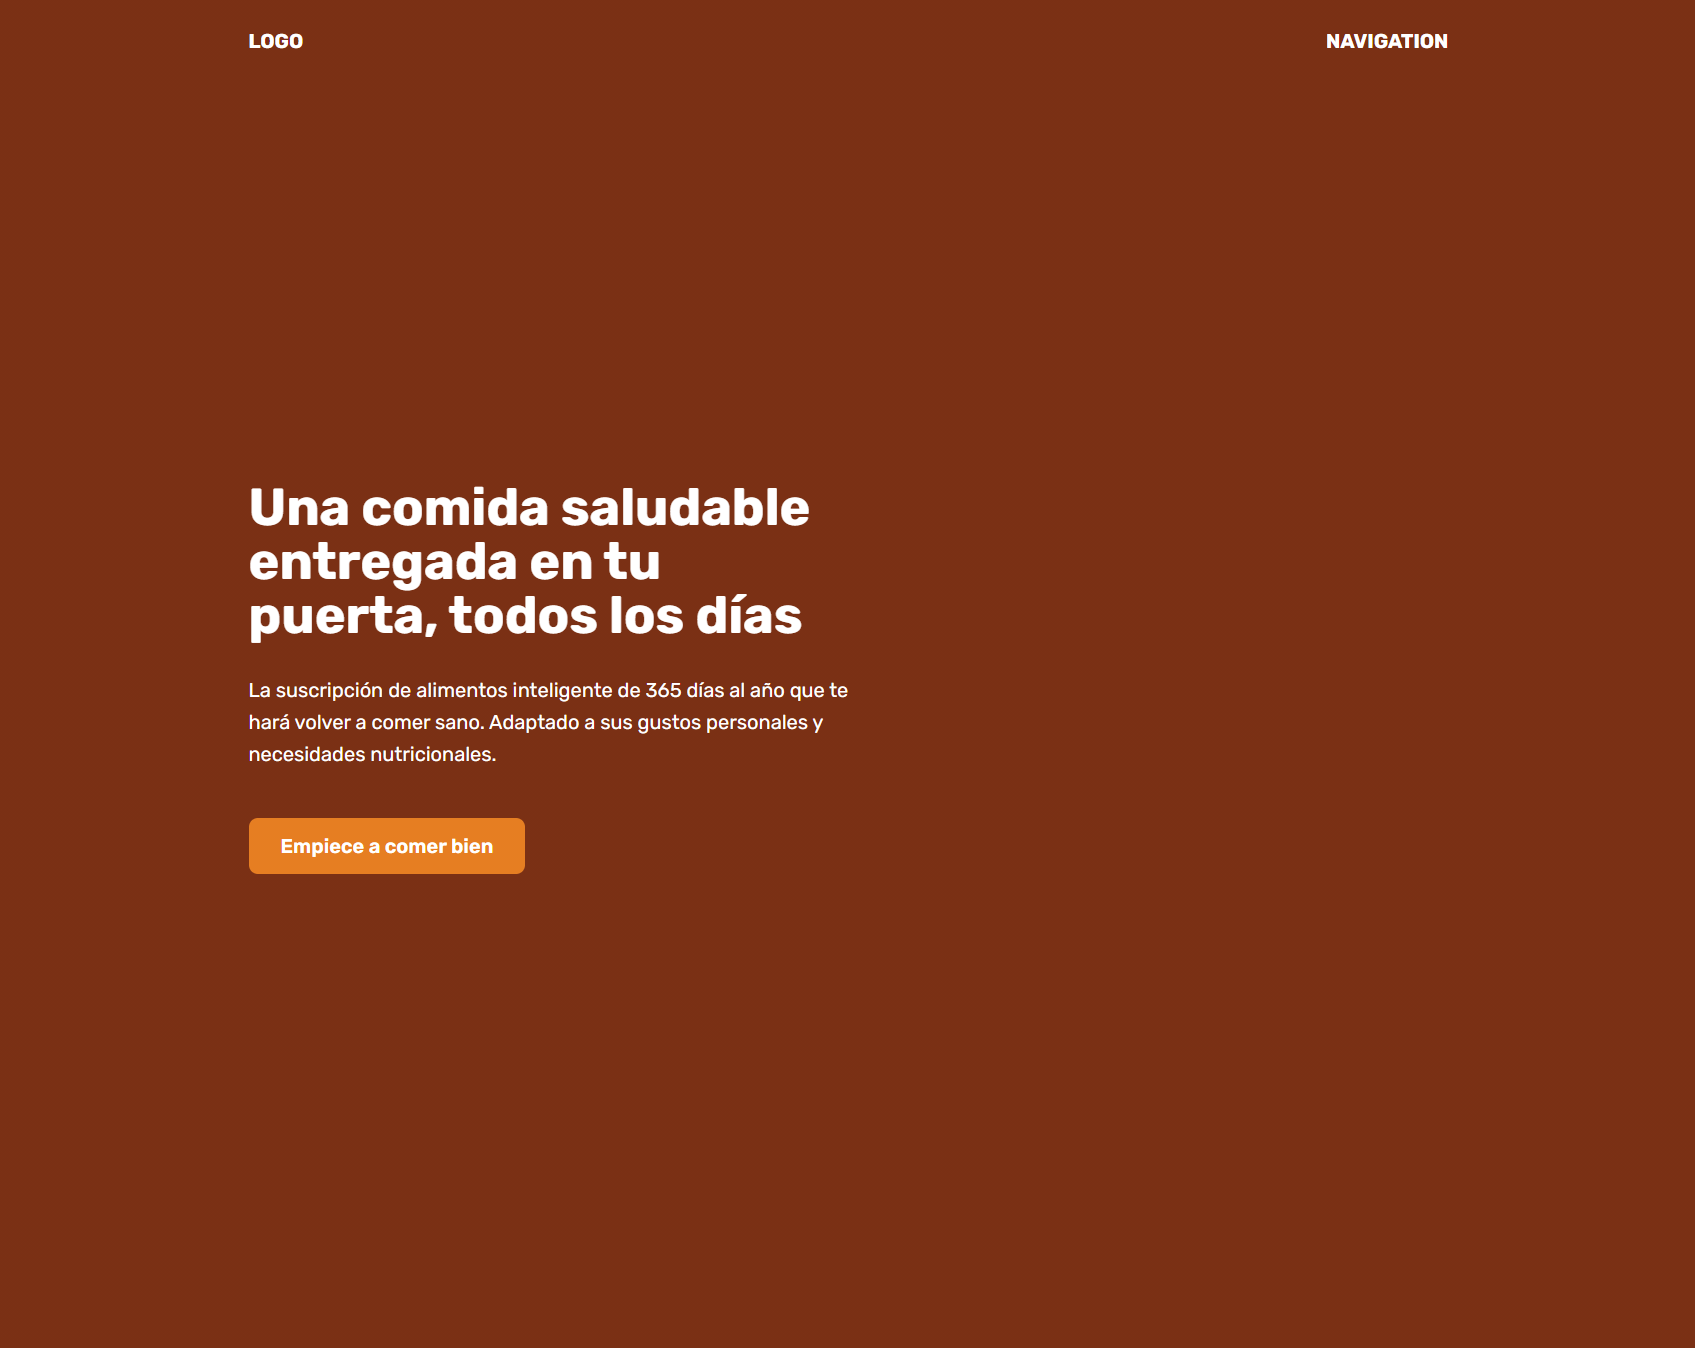 LOGO
NAVIGATION
Una comida saludable
entregada en tu
puerta, todos los días
La suscripción de alimentos inteligente de 365 días al año que te
hará volver a comer sano. Adaptado a sus gustos personales y
necesidades nutricionales.
Empiece a comer bien